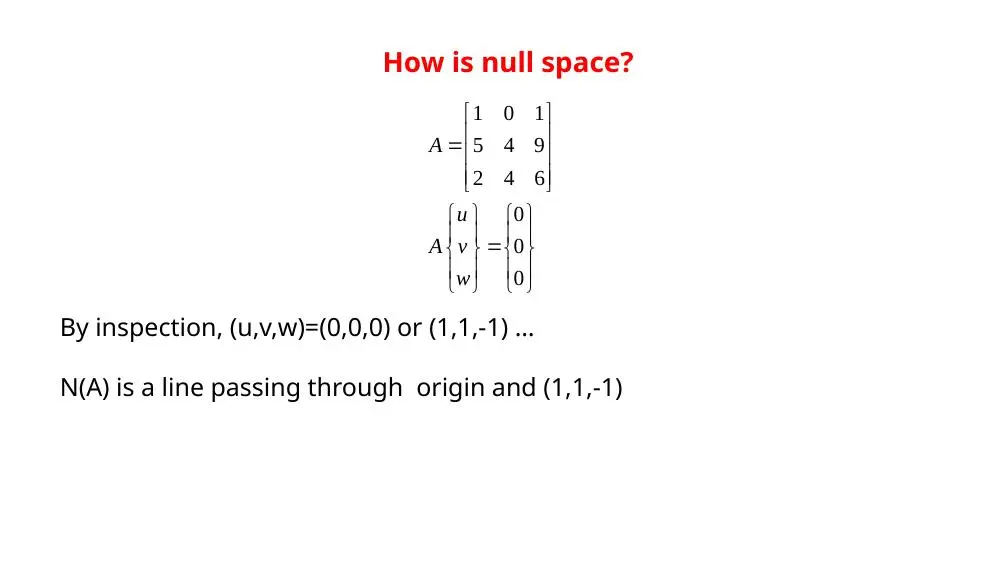 How is null space?
A = [1 0 1
5 4 9
2 4 6]
A {u
v
w} = {0
0
0}
By inspection, (u,v,w)=(0,0,0) or (1,1,-1) ...
N(A) is a line passing through  origin and (1,1,-1)